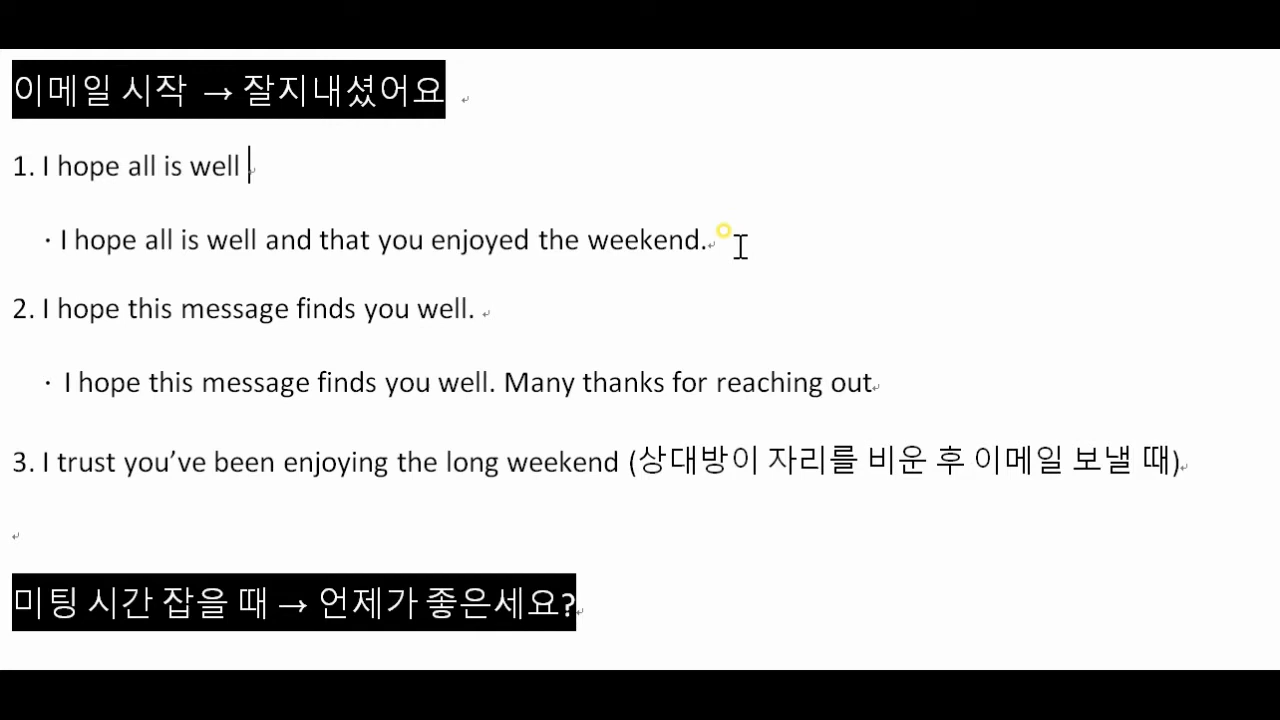 이메일 시작 → 잘지내셨어요
1. I hope all is well
· I hope all is well and that you enjoyed the weekend.
2. I hope this message finds you well.
· I hope this message finds you well. Many thanks for reaching out
3. I trust you’ve been enjoying the long weekend (상대방이 자리를 비운 후 이메일 보낼 때)
미팅 시간 잡을 때 → 언제가 좋은세요?